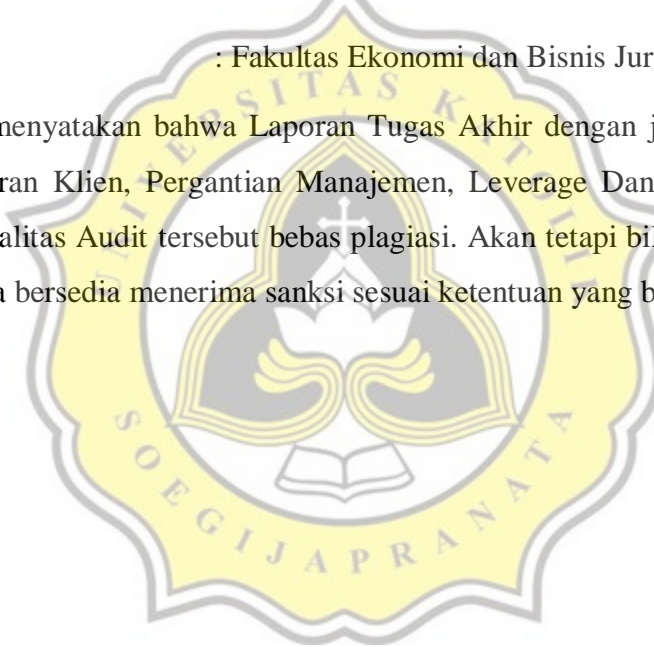 : Fakultas Ekonomi dan Bisnis Jur
menyatakan bahwa Laporan Tugas Akhir dengan j
ran Klien, Pergantian Manajemen, Leverage Dan
alitas Audit tersebut bebas plagiasi. Akan tetapi bil
a bersedia menerima sanksi sesuai ketentuan yang b
UNIVERSITAS KATOLIK
SOEGIJAPRANATA